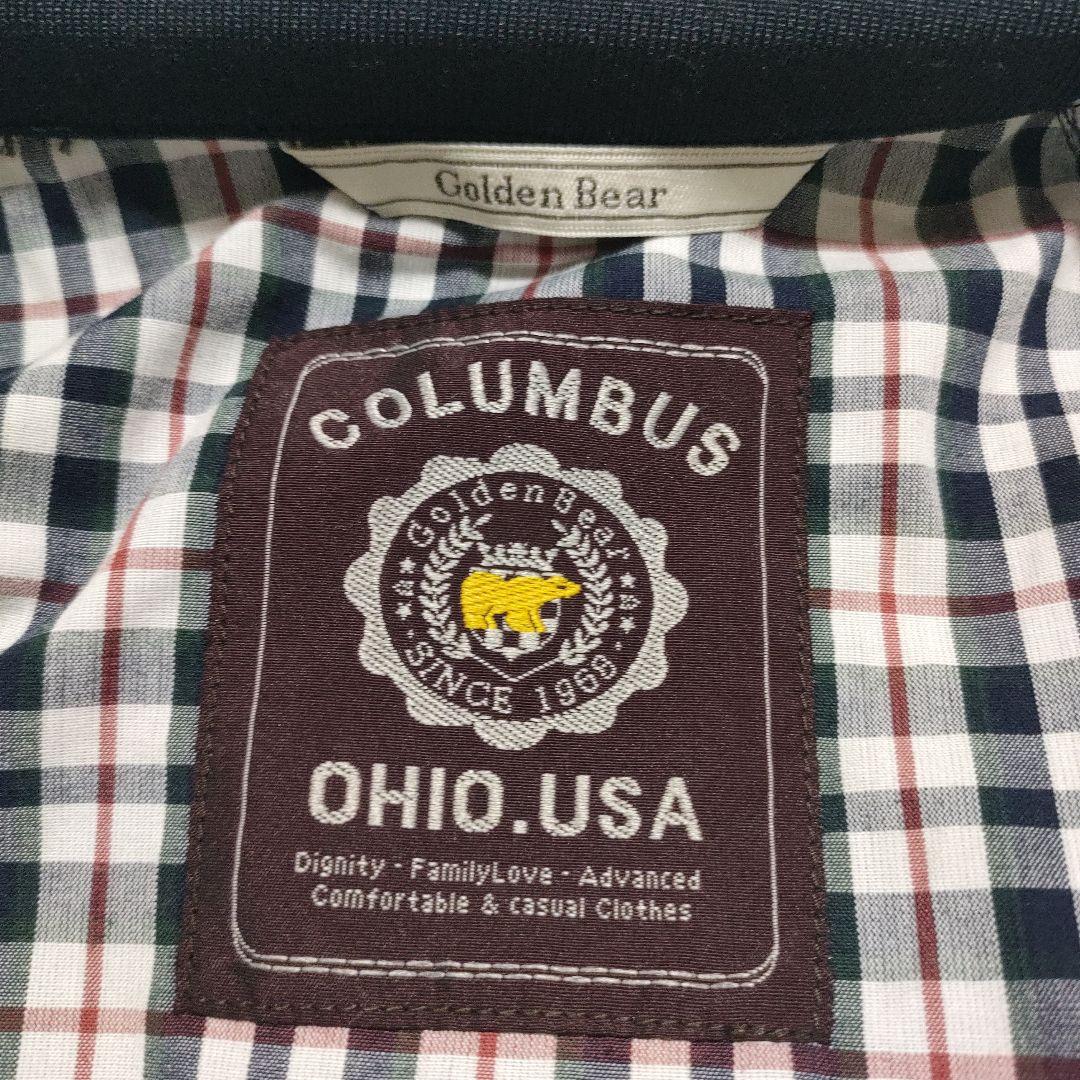 Golden Bear
COLUMBUS
Golden Bear
· SINCE 1969 ·
OHIO.USA
Dignity - FamilyLove - Advanced
Comfortable & casual Clothes